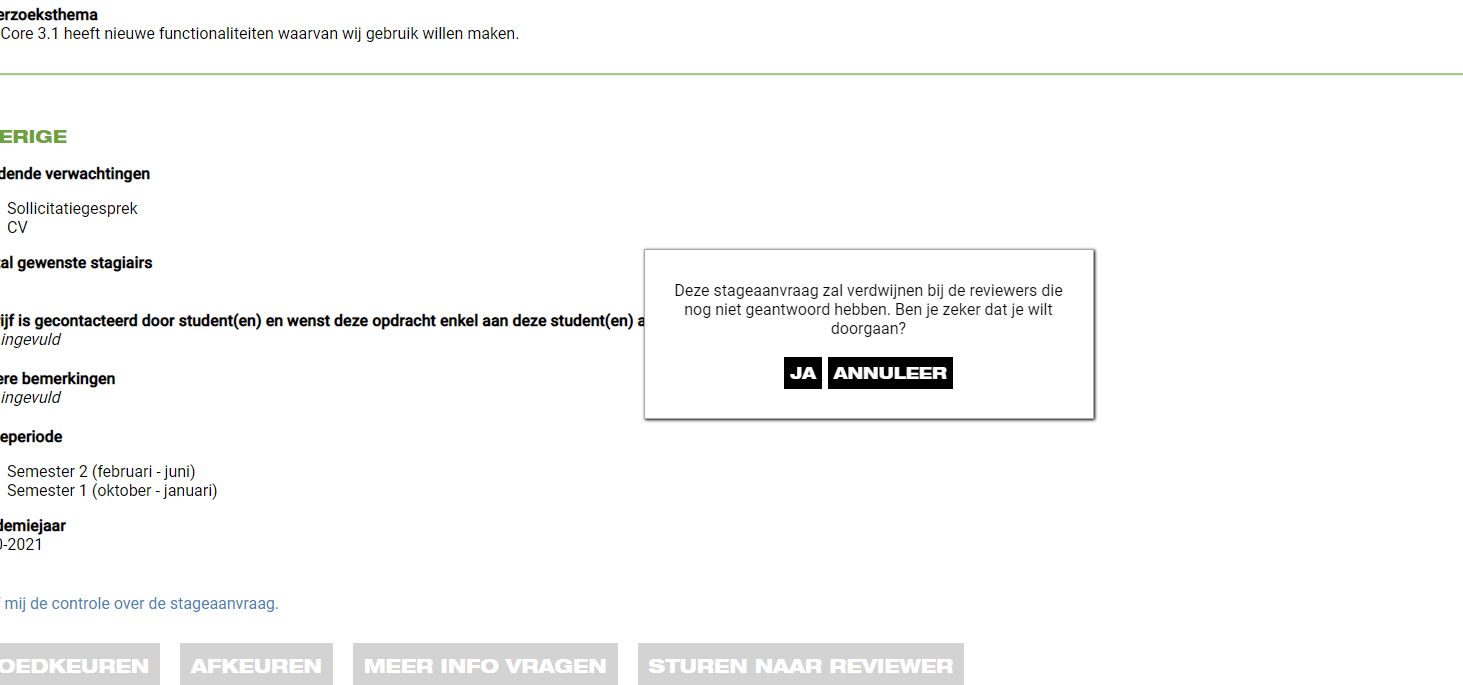 erzoeksthema
Core 3.1 heeft nieuwe functionaliteiten waarvan wij gebruik willen maken.
ERIGE
dende verwachtingen
Sollicitatiegesprek
CV
tal gewenste stagiairs
Deze stageaanvraag zal verdwijnen bij de reviewers die
nog niet geantwoord hebben. Ben je zeker dat je wilt
doorgaan?
JA ANNULEER
ijf is gecontacteerd door student(en) en wenst deze opdracht enkel aan deze student(en) a
ingevuld
ere bemerkingen
ingevuld
eperiode
Semester 2 (februari - juni)
Semester 1 (oktober - januari)
demiejaar
0-2021
mij de controle over de stageaanvraag.
OEDKEUREN AFKEUREN MEER INFO VRAGEN STUREN NAAR REVIEWER